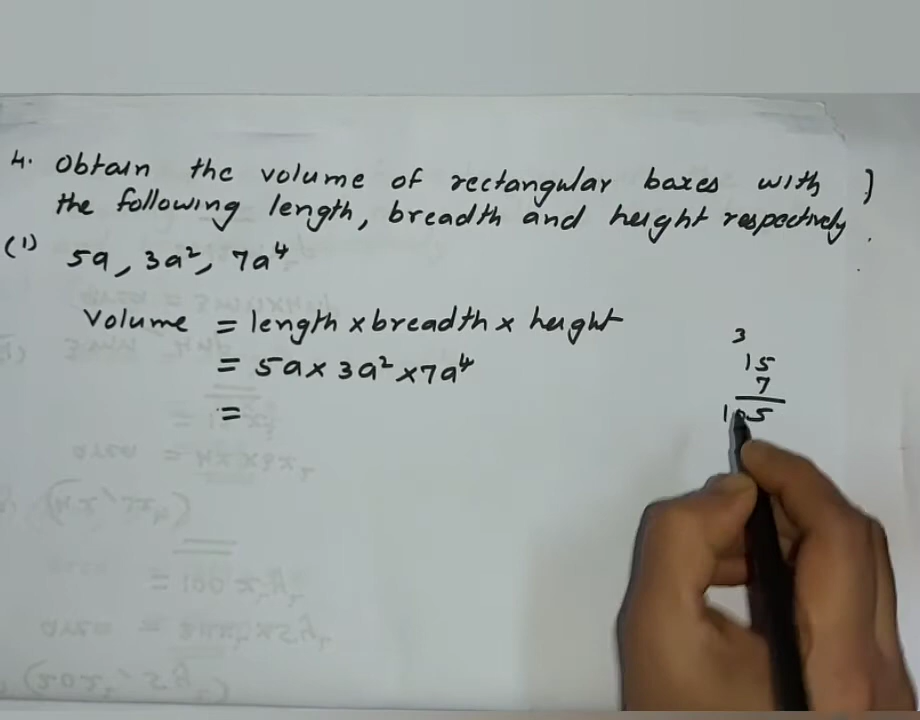 4. Obtain the volume of rectangular boxes with
the following length, breadth and height respectively.
(1) 5a, 3a², 7a⁴
Volume = length × breadth × height
= 5a × 3a² × 7a⁴
=
3
15
7
105